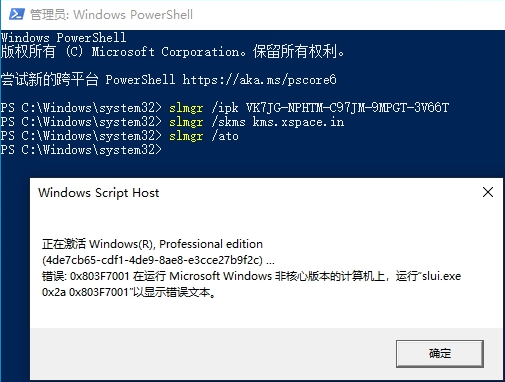 管理员: Windows PowerShell
Windows PowerShell
版权所有 (C) Microsoft Corporation。保留所有权利。
尝试新的跨平台 PowerShell https://aka.ms/pscore6
PS C:\Windows\system32> slmgr /ipk VK7JG-NPHTM-C97JM-9MPGT-3V66T
PS C:\Windows\system32> slmgr /skms kms.xspace.in
PS C:\Windows\system32> slmgr /ato
PS C:\Windows\system32>
Windows Script Host
正在激活 Windows(R), Professional edition
(4de7cb65-cdf1-4de9-8ae8-e3cce27b9f2c) ...
错误: 0x803F7001 在运行 Microsoft Windows 非核心版本的计算机上，运行“slui.exe
0x2a 0x803F7001”以显示错误文本。
确定